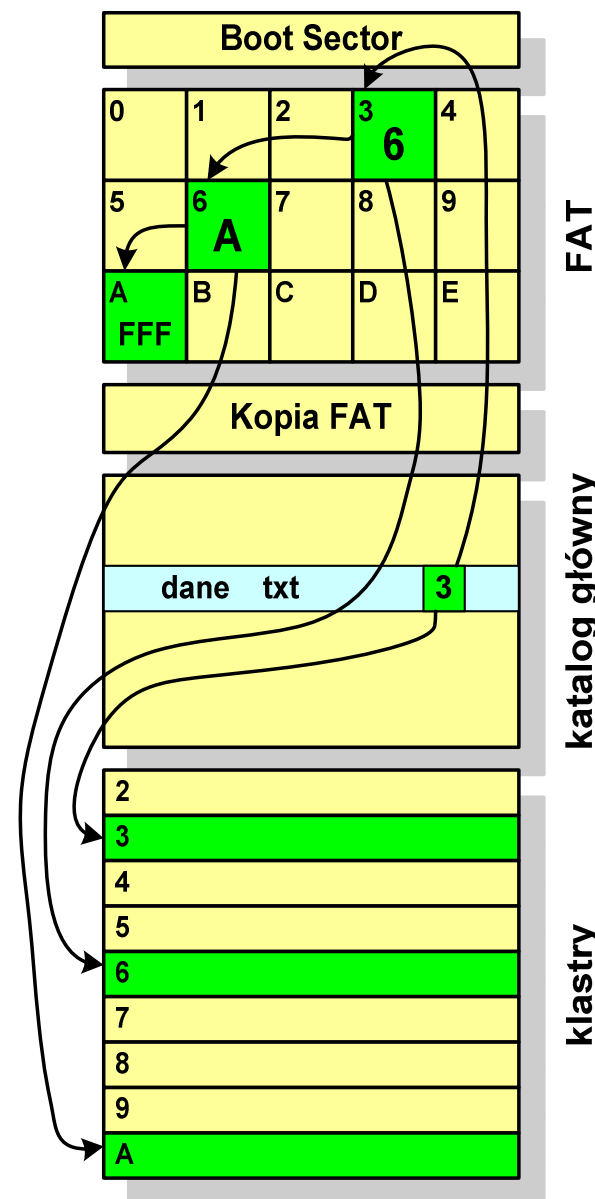 Boot Sector
0 1 2 3 4
6
5 6 7 8 9
A
A B C D E
FFF
FAT
Kopia FAT
dane txt 3
katalog główny
2
3
4
5
6
7
8
9
A
klastry